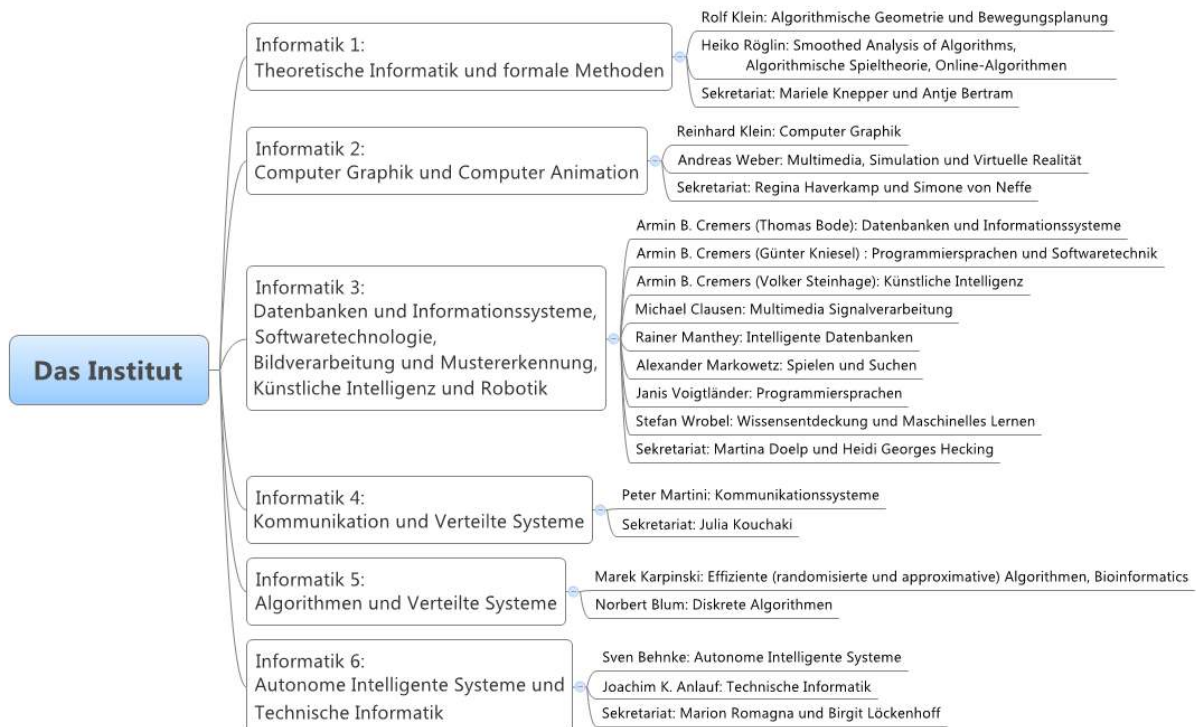 Das Institut
Informatik 1:
Theoretische Informatik und formale Methoden
Rolf Klein: Algorithmische Geometrie und Bewegungsplanung
Heiko Röglin: Smoothed Analysis of Algorithms,
Algorithmische Spieltheorie, Online-Algorithmen
Sekretariat: Mariele Knepper und Antje Bertram
Informatik 2:
Computer Graphik und Computer Animation
Reinhard Klein: Computer Graphik
Andreas Weber: Multimedia, Simulation und Virtuelle Realität
Sekretariat: Regina Haverkamp und Simone von Neffe
Informatik 3:
Datenbanken und Informationssysteme,
Softwaretechnologie,
Bildverarbeitung und Mustererkennung,
Künstliche Intelligenz und Robotik
Armin B. Cremers (Thomas Bode): Datenbanken und Informationssysteme
Armin B. Cremers (Günter Kniesel) : Programmiersprachen und Softwaretechnik
Armin B. Cremers (Volker Steinhage): Künstliche Intelligenz
Michael Clausen: Multimedia Signalverarbeitung
Rainer Manthey: Intelligente Datenbanken
Alexander Markowetz: Spielen und Suchen
Janis Voigtländer: Programmiersprachen
Stefan Wrobel: Wissensentdeckung und Maschinelles Lernen
Sekretariat: Martina Doelp und Heidi Georges Hecking
Informatik 4:
Kommunikation und Verteilte Systeme
Peter Martini: Kommunikationssysteme
Sekretariat: Julia Kouchaki
Informatik 5:
Algorithmen und Verteilte Systeme
Marek Karpinski: Effiziente (randomisierte und approximative) Algorithmen, Bioinformatics
Norbert Blum: Diskrete Algorithmen
Informatik 6:
Autonome Intelligente Systeme und
Technische Informatik
Sven Behnke: Autonome Intelligente Systeme
Joachim K. Anlauf: Technische Informatik
Sekretariat: Marion Romagna und Birgit Löckenhoff